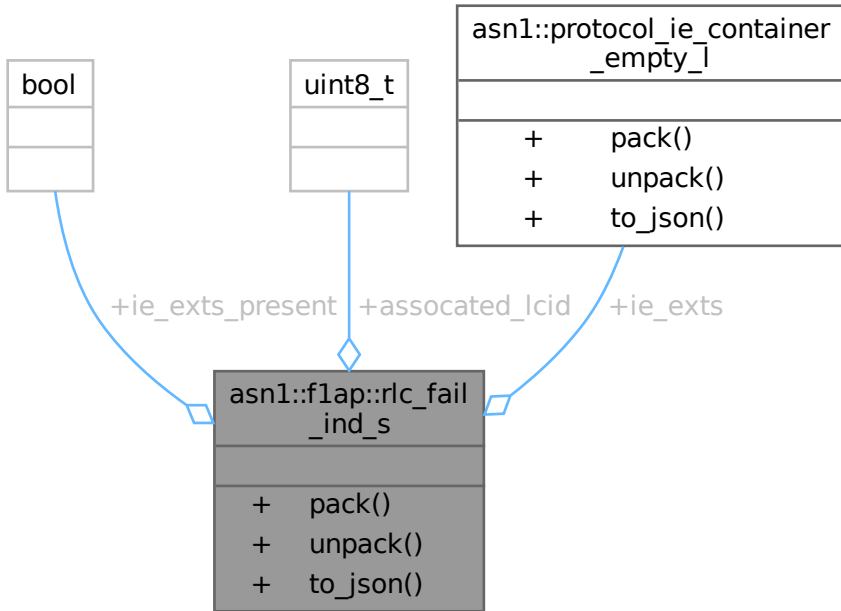 asn1::protocol_ie_container
_empty_l
bool
uint8_t
+ pack()
+ unpack()
+ to_json()
+ie_exts_present
+assocated_lcid
+ie_exts
asn1::f1ap::rlc_fail
_ind_s
+ pack()
+ unpack()
+ to_json()